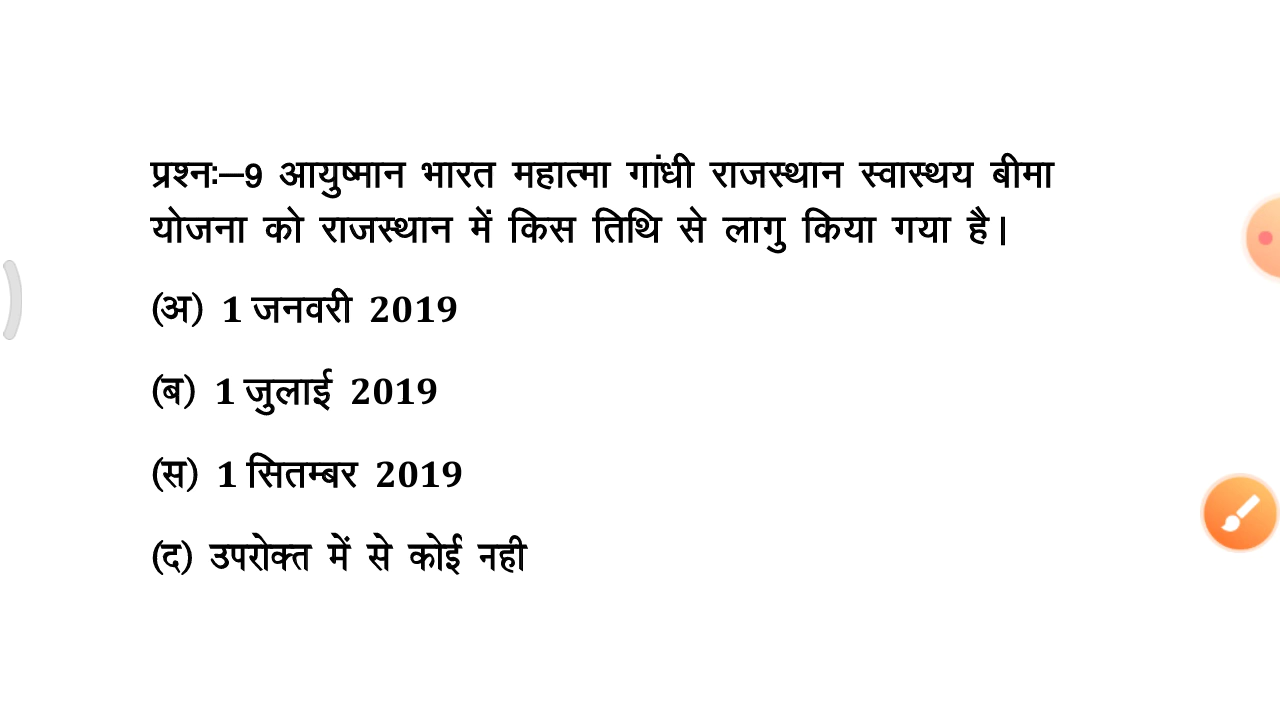 प्रश्नः–9 आयुष्मान भारत महात्मा गांधी राजस्थान स्वास्थय बीमा
योजना को राजस्थान में किस तिथि से लागु किया गया है।
(अ) 1 जनवरी 2019
(ब) 1 जुलाई 2019
(स) 1 सितम्बर 2019
(द) उपरोक्त में से कोई नही